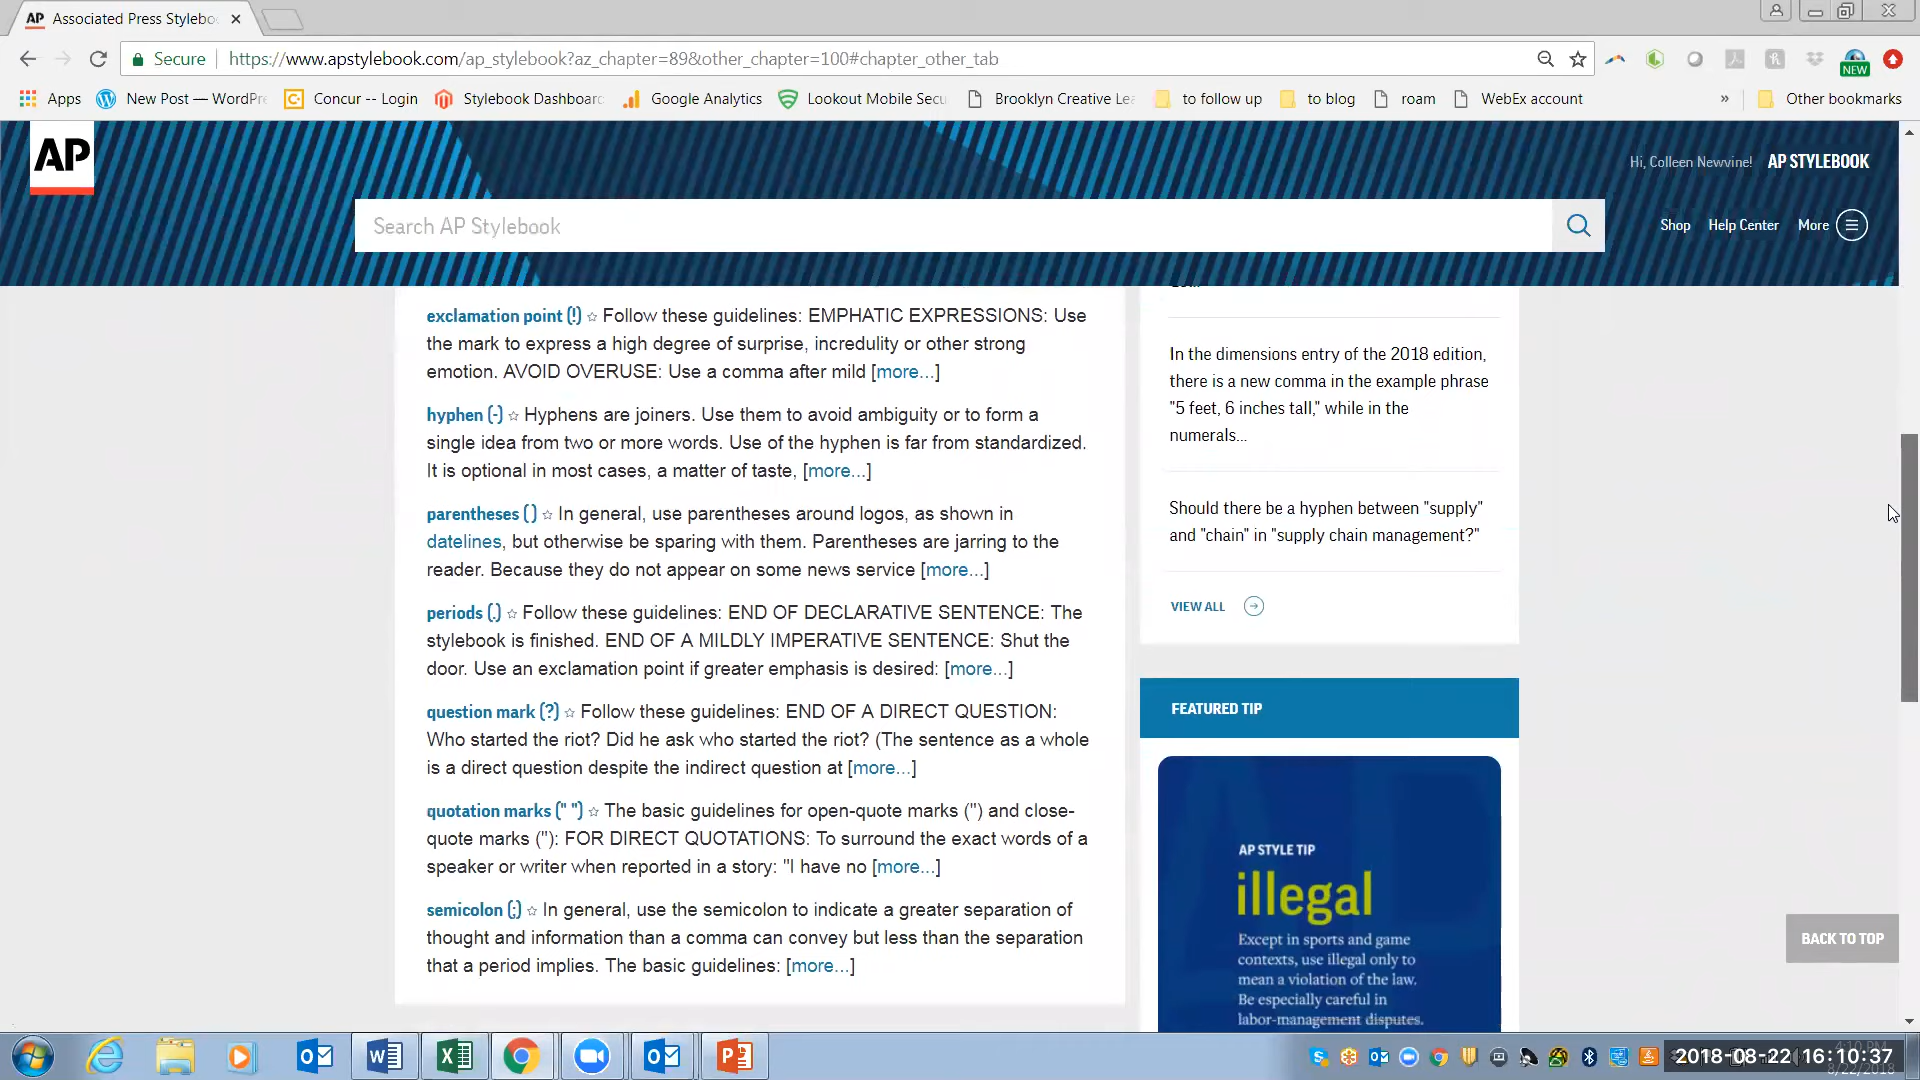 AP Associated Press Stylebo
Secure https://www.apstylebook.com/ap_stylebook?az_chapter=89&other_chapter=100#chapter_other_tab
NEW
Apps New Post — WordPr Concur -- Login Stylebook Dashboard Google Analytics Lookout Mobile Secu Brooklyn Creative Le to follow up to blog roam WebEx account » Other bookmarks
AP
Hi, Colleen Newvine! AP STYLEBOOK
Search AP Stylebook
Shop Help Center More
exclamation point (!) ☆ Follow these guidelines: EMPHATIC EXPRESSIONS: Use
the mark to express a high degree of surprise, incredulity or other strong
emotion. AVOID OVERUSE: Use a comma after mild [more...]
hyphen (-) ☆ Hyphens are joiners. Use them to avoid ambiguity or to form a
single idea from two or more words. Use of the hyphen is far from standardized.
It is optional in most cases, a matter of taste, [more...]
parentheses ( ) ☆ In general, use parentheses around logos, as shown in
datelines, but otherwise be sparing with them. Parentheses are jarring to the
reader. Because they do not appear on some news service [more...]
periods (.) ☆ Follow these guidelines: END OF DECLARATIVE SENTENCE: The
stylebook is finished. END OF A MILDLY IMPERATIVE SENTENCE: Shut the
door. Use an exclamation point if greater emphasis is desired: [more...]
question mark (?) ☆ Follow these guidelines: END OF A DIRECT QUESTION:
Who started the riot? Did he ask who started the riot? (The sentence as a whole
is a direct question despite the indirect question at [more...]
quotation marks (" ") ☆ The basic guidelines for open-quote marks (") and close-
quote marks ("): FOR DIRECT QUOTATIONS: To surround the exact words of a
speaker or writer when reported in a story: "I have no [more...]
semicolon (;) ☆ In general, use the semicolon to indicate a greater separation of
thought and information than a comma can convey but less than the separation
that a period implies. The basic guidelines: [more...]
In the dimensions entry of the 2018 edition,
there is a new comma in the example phrase
"5 feet, 6 inches tall," while in the
numerals...
Should there be a hyphen between "supply"
and "chain" in "supply chain management?"
VIEW ALL
FEATURED TIP
AP STYLE TIP
illegal
Except in sports and game
contexts, use illegal only to
mean a violation of the law.
Be especially careful in
labor-management disputes.
BACK TO TOP
2018-08-22 16:10:37